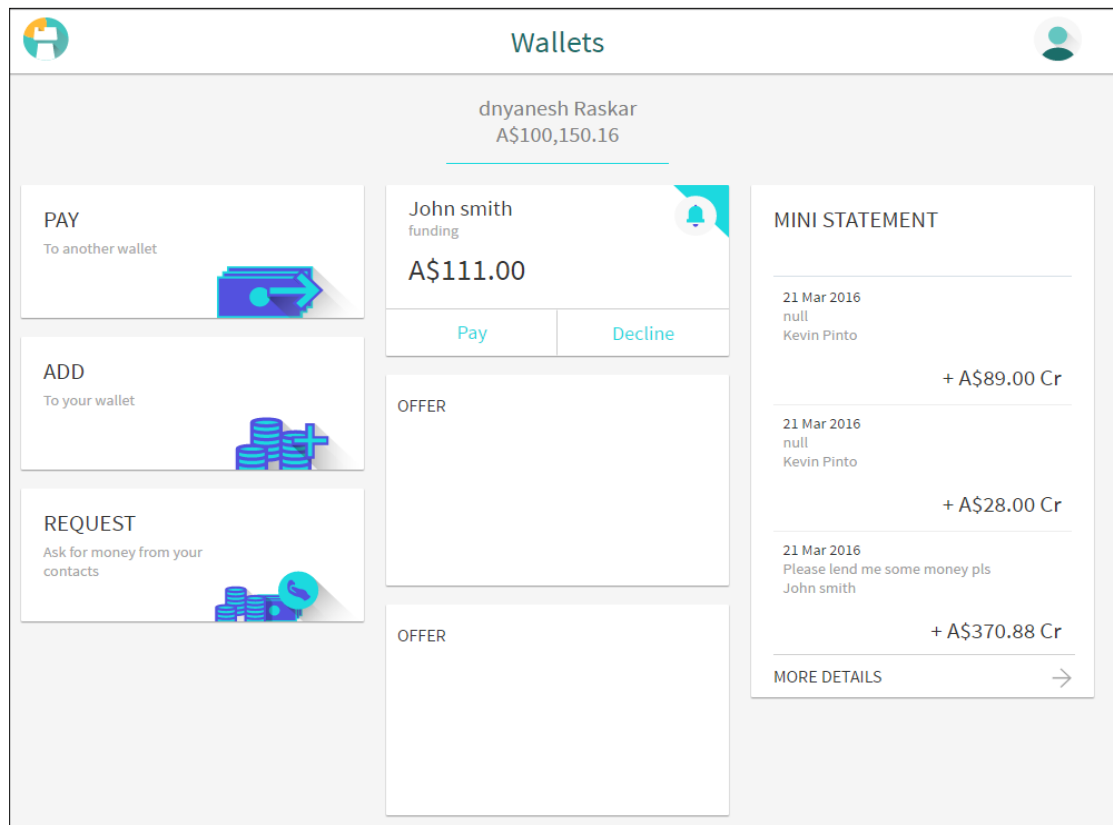 Wallets
dnyanesh Raskar
A$100,150.16
PAY
To another wallet
ADD
To your wallet
REQUEST
Ask for money from your
contacts
John smith
funding
A$111.00
Pay
Decline
OFFER
OFFER
MINI STATEMENT
21 Mar 2016
null
Kevin Pinto
+ A$89.00 Cr
21 Mar 2016
null
Kevin Pinto
+ A$28.00 Cr
21 Mar 2016
Please lend me some money pls
John smith
+ A$370.88 Cr
MORE DETAILS